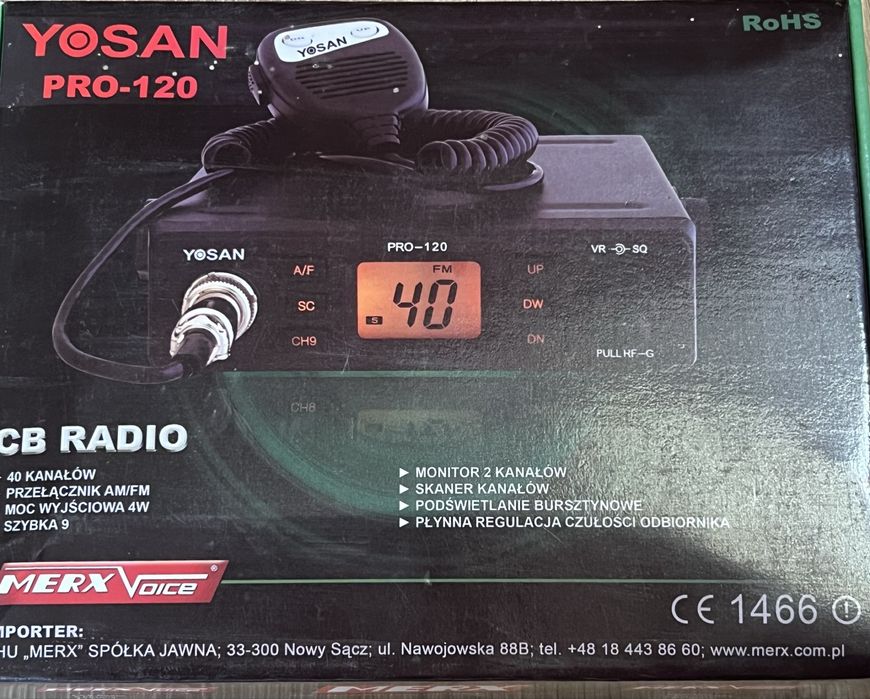 YOSAN
RoHS
PRO-120
YOSAN
UP
YOSAN
PRO-120
VR SQ
A/F
FM
UP
SC
40
S
DW
CH9
DN
PULL HF-G
CH8
CB RADIO
40 KANAŁÓW
PRZEŁĄCZNIK AM/FM
MOC WYJŚCIOWA 4W
SZYBKA 9
MONITOR 2 KANAŁÓW
SKANER KANAŁÓW
PODŚWIETLANIE BURSZTYNOWE
PŁYNNA REGULACJA CZUŁOŚCI ODBIORNIKA
MERX VOICE ®
CE 1466
MPORTER:
HU „MERX" SPÓŁKA JAWNA; 33-300 Nowy Sącz; ul. Nawojowska 88B; tel. +48 18 443 86 60; www.merx.com.pl
MERX